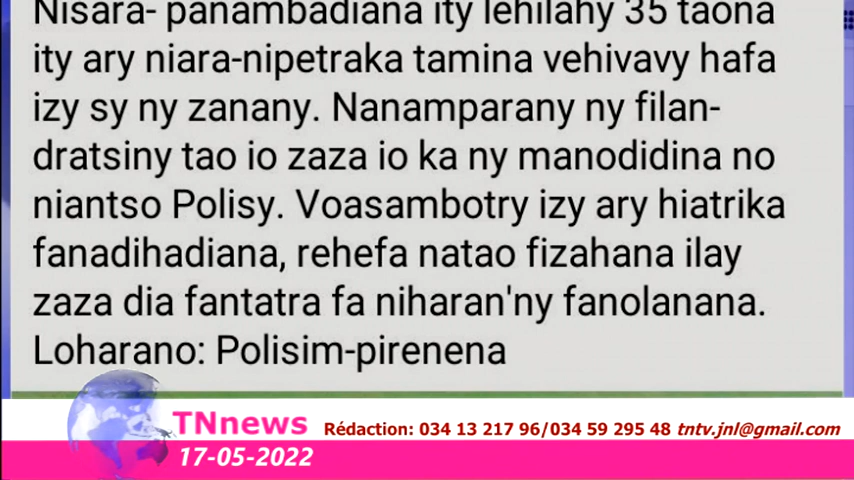 Nisara- panambadiana ity lehilahy 35 taona
ity ary niara-nipetraka tamina vehivavy hafa
izy sy ny zanany. Nanamparany ny filan-
dratsiny tao io zaza io ka ny manodidina no
niantso Polisy. Voasambotry izy ary hiatrika
fanadihadiana, rehefa natao fizahana ilay
zaza dia fantatra fa niharan'ny fanolanana.
Loharano: Polisim-pirenena
TNnews
Rédaction: 034 13 217 96/034 59 295 48 tntv.jnl@gmail.com
17-05-2022